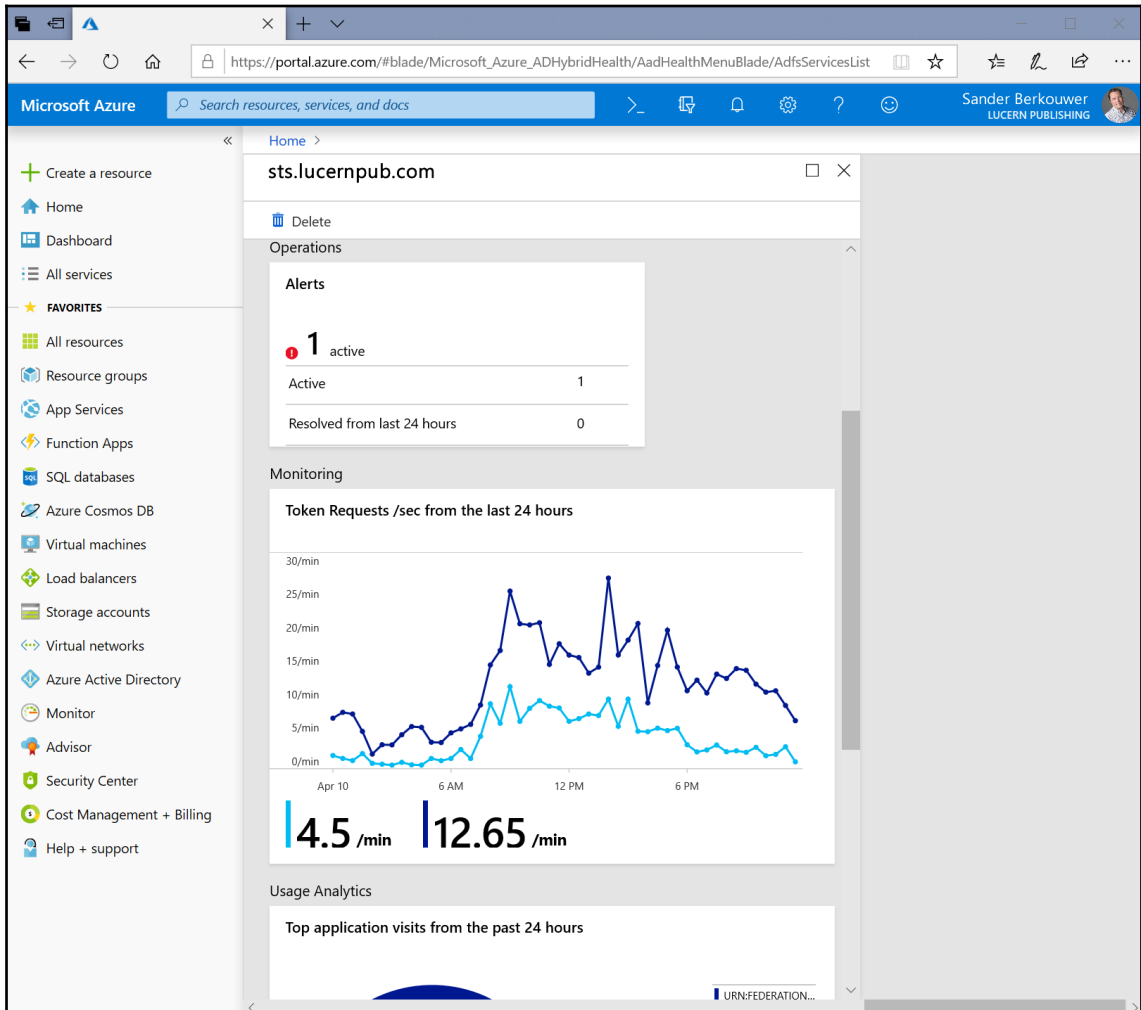 https://portal.azure.com/#blade/Microsoft_Azure_ADHybridHealth/AadHealthMenuBlade/AdfsServicesList
Microsoft Azure
Search resources, services, and docs
Sander Berkouwer
LUCERN PUBLISHING
Home >
sts.lucernpub.com
Create a resource
Home
Dashboard
All services
FAVORITES
All resources
Resource groups
App Services
Function Apps
SQL databases
Azure Cosmos DB
Virtual machines
Load balancers
Storage accounts
Virtual networks
Azure Active Directory
Monitor
Advisor
Security Center
Cost Management + Billing
Help + support
Delete
Operations
Alerts
1 active
Active 1
Resolved from last 24 hours 0
Monitoring
Token Requests /sec from the last 24 hours
30/min
25/min
20/min
15/min
10/min
5/min
0/min
Apr 10 6 AM 12 PM 6 PM
4.5 /min 12.65 /min
Usage Analytics
Top application visits from the past 24 hours
URN:FEDERATION...